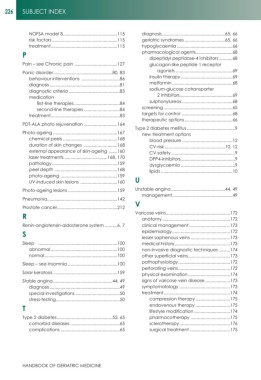 226 SUBJECT INDEX
NOFSA model III...115
risk factors...115
treatment...115
P
Pain – see Chronic pain ...127
Panic disorder...80, 85
behaviour interventions ...86
diagnosis...81
diagnostic criteria ...83
medication
first-line therapies ...84
second-line therapies ...84
treatment...83
PDT-ALA photo rejuvenation ...164
Photo-ageing ...167
chemical peels ...168
duration of skin changes ...168
external appearance of skin-ageing ...160
laser treatments ...168, 170
pathology ...159
peel depth ...168
photo-ageing ...159
UV-induced skin lesions ...160
Photo-ageing lesions ...159
Pneumonia...142
Prostate cancer...212
R
Renin-angiotensin-aldosterone system ...6, 7
S
Sleep ...100
abnormal ...100
normal ...100
Sleep – see Insomnia ...100
Solar keratosis ...159
Stable angina...44, 49
diagnosis...49
special investigations ...50
stress testing...50
T
Type 2 diabetes...52, 65
comorbid diseases ...65
complications ...65
diagnosis...65, 66
geriatric syndromes...65, 66
hypoglycaemia ...66
pharmacological agents...68
dipeptidyl peptidase-4 inhibitors...68
glucagon-like peptide 1 receptor
agonists ...69
insulin therapy ...69
metformin...68
sodium-glucose cotransporter
2 inhibitors...69
sulphonylureas ...68
screening ...65
targets for control ...68
therapeutic options ...66
Type 2 diabetes mellitus...9
new treatment options
blood pressure ...12
CV-risk ...10, 12
CV-safety ...9
DPP4-inhibitors...9
dysglycaemia ...9
lipids ...10
U
Unstable angina...44, 49
management...49
V
Varicose veins...172
anatomy ...172
clinical management ...173
epidemiology ...172
lesser saphenous veins ...173
medical history ...173
non-invasive diagnostic techniques ...174
other superficial veins...173
pathophysiology ...172
perforating veins ...172
physical examination ...174
signs of varicose vein disease ...173
symptomatology ...173
treatment ...174
compression therapy ...175
endovenous therapy ...175
lifestyle modification ...174
pharmacotherapy ...175
sclerotherapy ...176
surgical treatment ...175
HANDBOOK OF GERIATRIC MEDICINE